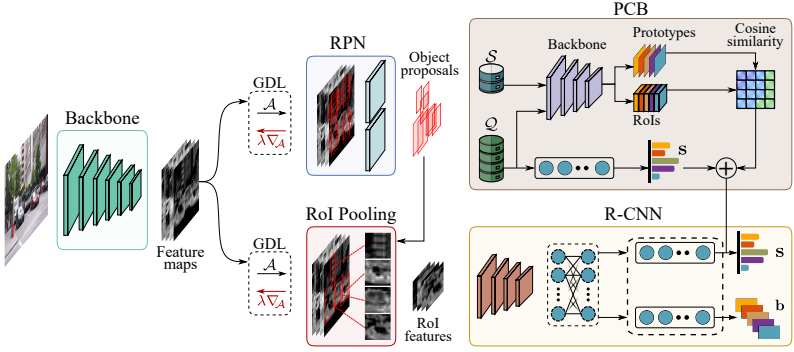 Backbone
Feature
maps
GDL
𝒜
λ∇𝒜
GDL
𝒜
λ∇𝒜
RPN
Object
proposals
RoI Pooling
RoI
features
PCB
𝒮
𝒬
Backbone
Prototypes
RoIs
Cosine
similarity
s
+
R-CNN
s
b